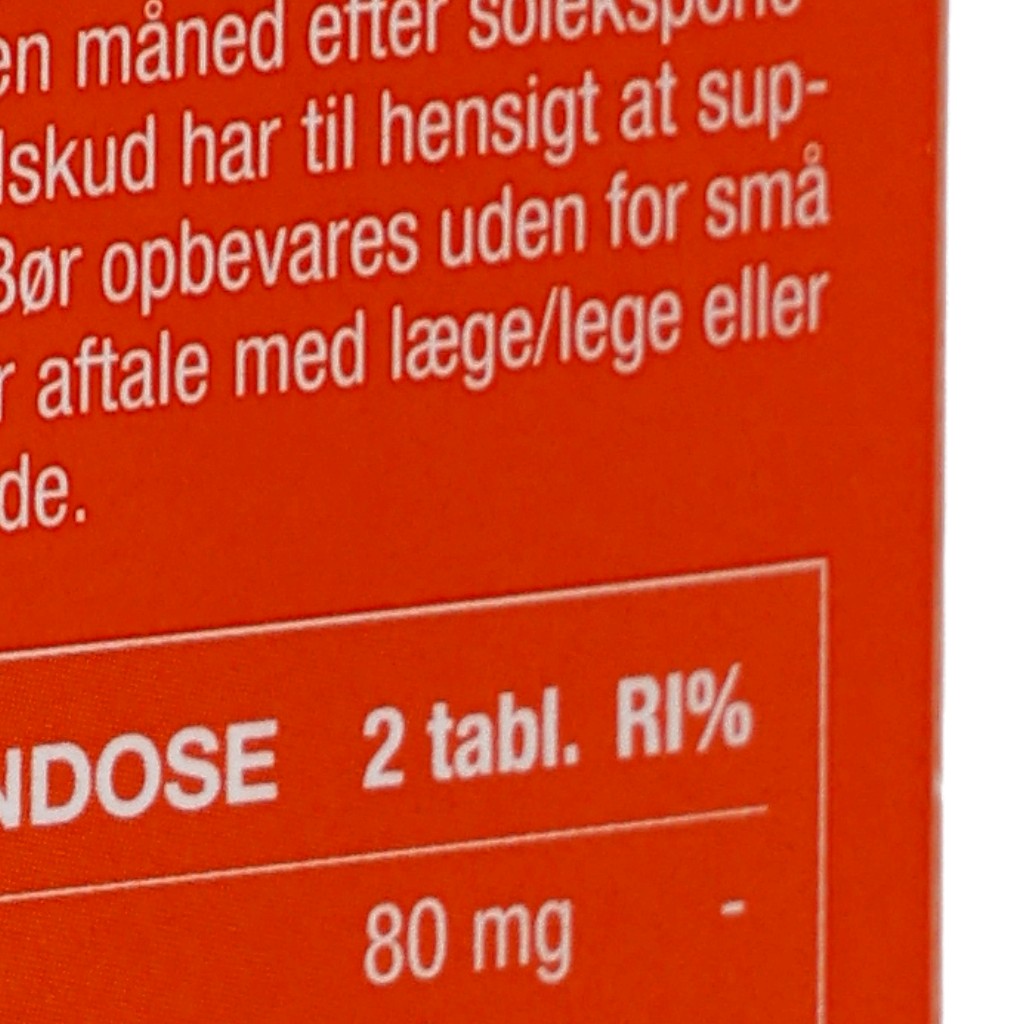 en måned efter solekspone
lskud har til hensigt at sup-
Bør opbevares uden for små
r aftale med læge/lege eller
de.
NDOSE 2 tabl. RI%
80 mg -